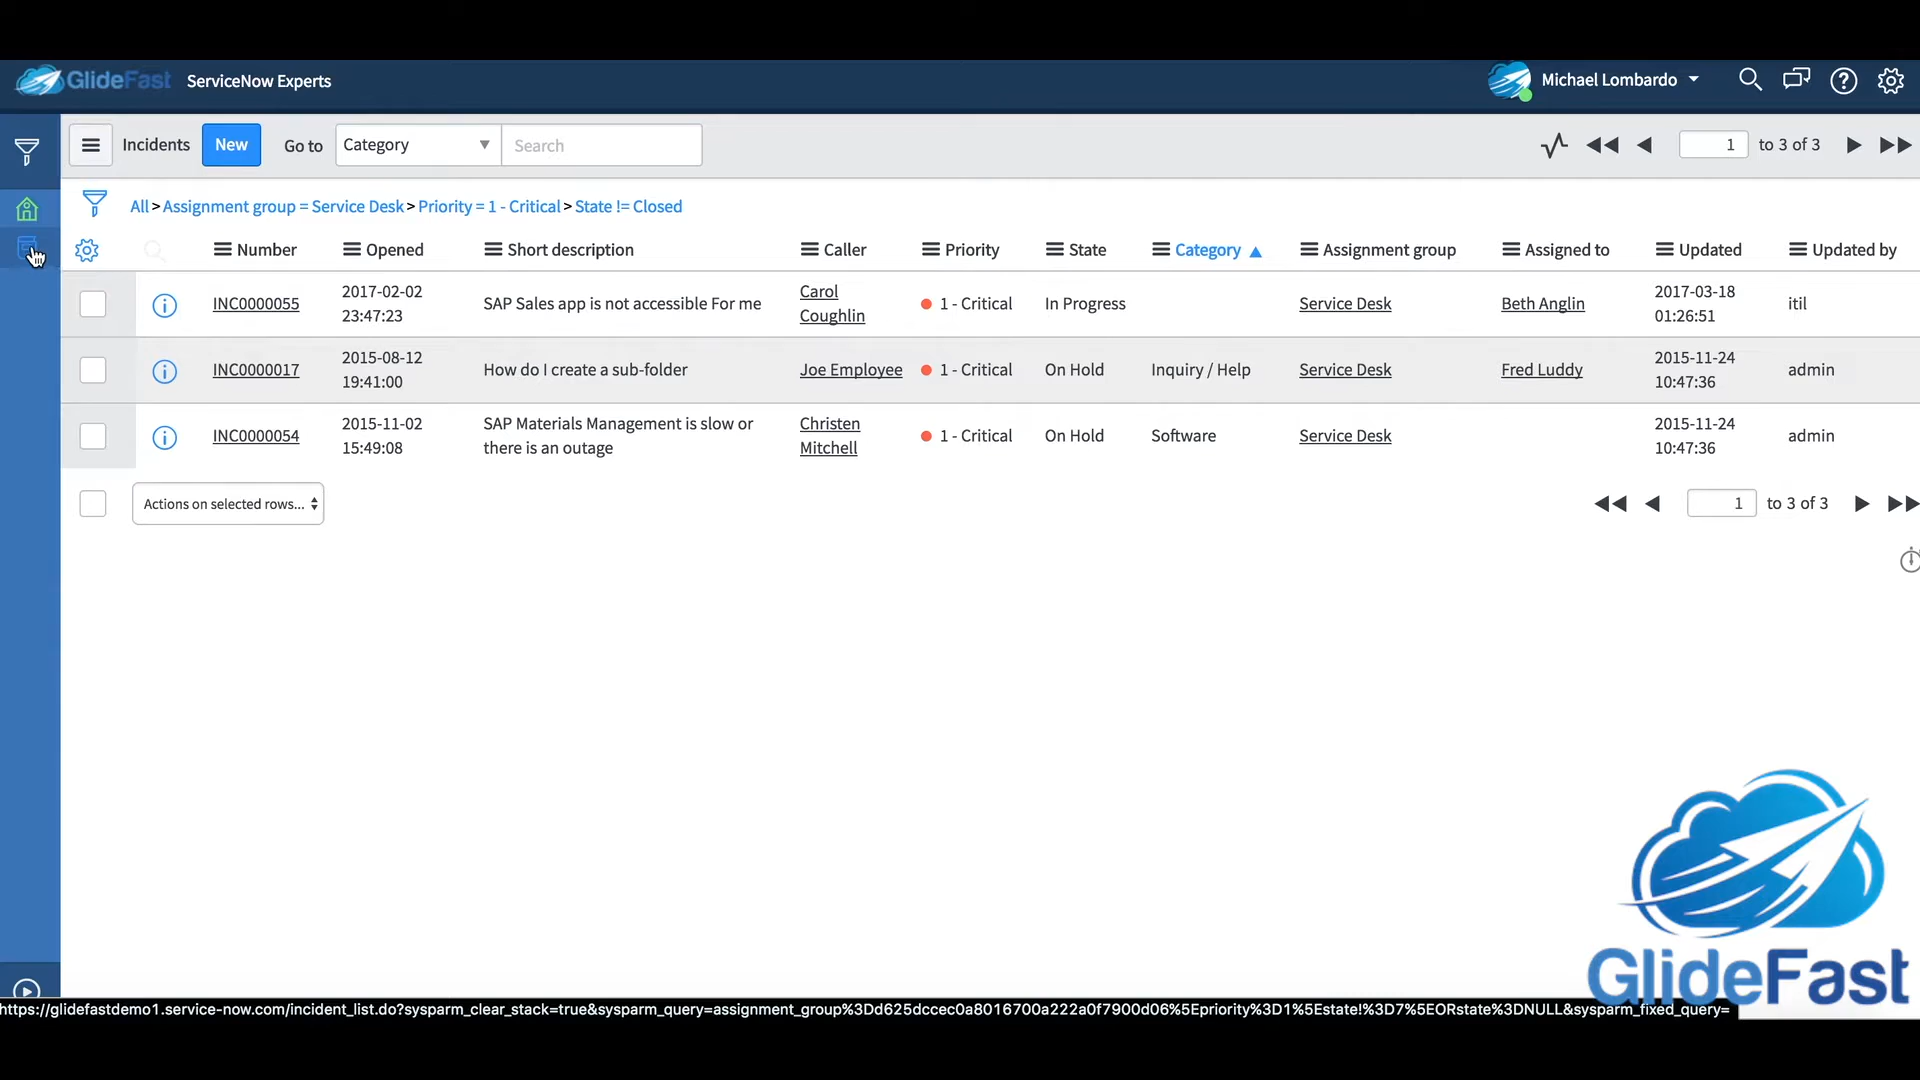 GlideFast ServiceNow Experts
Michael Lombardo
Incidents New Go to Category Search
1 to 3 of 3
All > Assignment group = Service Desk > Priority = 1 - Critical > State != Closed
Number Opened Short description Caller Priority State Category Assignment group Assigned to Updated Updated by
INC0000055 2017-02-02 23:47:23 SAP Sales app is not accessible For me Carol Coughlin 1 - Critical In Progress Service Desk Beth Anglin 2017-03-18 01:26:51 itil
INC0000017 2015-08-12 19:41:00 How do I create a sub-folder Joe Employee 1 - Critical On Hold Inquiry / Help Service Desk Fred Luddy 2015-11-24 10:47:36 admin
INC0000054 2015-11-02 15:49:08 SAP Materials Management is slow or there is an outage Christen Mitchell 1 - Critical On Hold Software Service Desk 2015-11-24 10:47:36 admin
Actions on selected rows... 1 to 3 of 3
GlideFast
https://glidefastdemo1.service-now.com/incident_list.do?sysparm_clear_stack=true&sysparm_query=assignment_group%3Dd625dccec0a8016700a222a0f7900d06%5Epriority%3D1%5Estate!%3D7%5EORstate%3DNULL&sysparm_fixed_query=